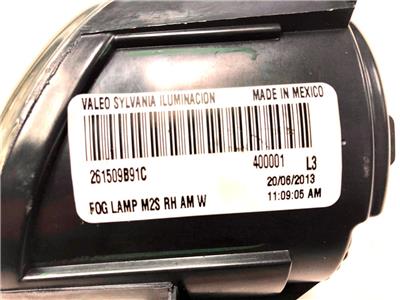 VALEO SYLVANIA ILUMINACION MADE IN MEXICO
261509B91C 400001 L3
20/06/2013
FOG LAMP M2S RH AM W 11:09:05 AM